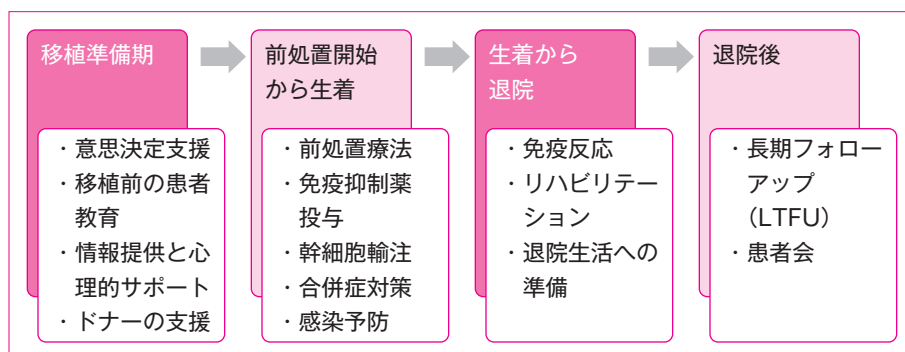 移植準備期
・意思決定支援
・移植前の患者
教育
・情報提供と心
理的サポート
・ドナーの支援
前処置開始
から生着
・前処置療法
・免疫抑制薬
投与
・幹細胞輸注
・合併症対策
・感染予防
生着から
退院
・免疫反応
・リハビリテー
ション
・退院生活への
準備
退院後
・長期フォロー
アップ
（LTFU）
・患者会